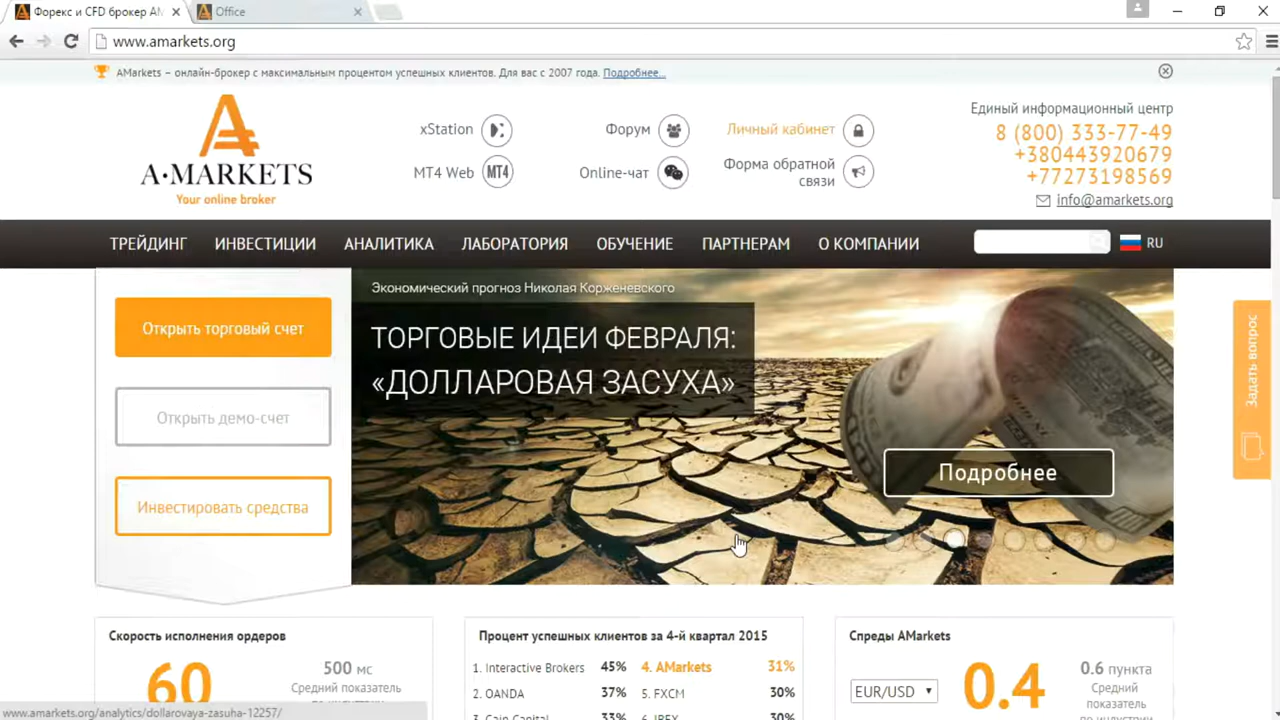 Форекс и CFD брокер AM
Office
www.amarkets.org
AMarkets – онлайн-брокер с максимальным процентом успешных клиентов. Для вас с 2007 года. Подробнее...
A·MARKETS
Your online broker
xStation
MT4 Web
MT4
Форум
Online-чат
Личный кабинет
Форма обратной
связи
Единый информационный центр
8 (800) 333-77-49
+380443920679
+77273198569
info@amarkets.org
ТРЕЙДИНГ ИНВЕСТИЦИИ АНАЛИТИКА ЛАБОРАТОРИЯ ОБУЧЕНИЕ ПАРТНЕРАМ О КОМПАНИИ
RU
Открыть торговый счет
Открыть демо-счет
Инвестировать средства
Экономический прогноз Николая Корженевского
ТОРГОВЫЕ ИДЕИ ФЕВРАЛЯ:
«ДОЛЛАРОВАЯ ЗАСУХА»
Подробнее
Задать вопрос
Скорость исполнения ордеров
60
500 мс
Средний показатель
Процент успешных клиентов за 4-й квартал 2015
1. Interactive Brokers 45% 4. AMarkets 31%
2. OANDA 37% 5. FXCM 30%
33% 30%
Спреды AMarkets
EUR/USD
0.4
0.6 пункта
Средний
показатель
www.amarkets.org/analytics/dollarovaya-zasuha-12257/